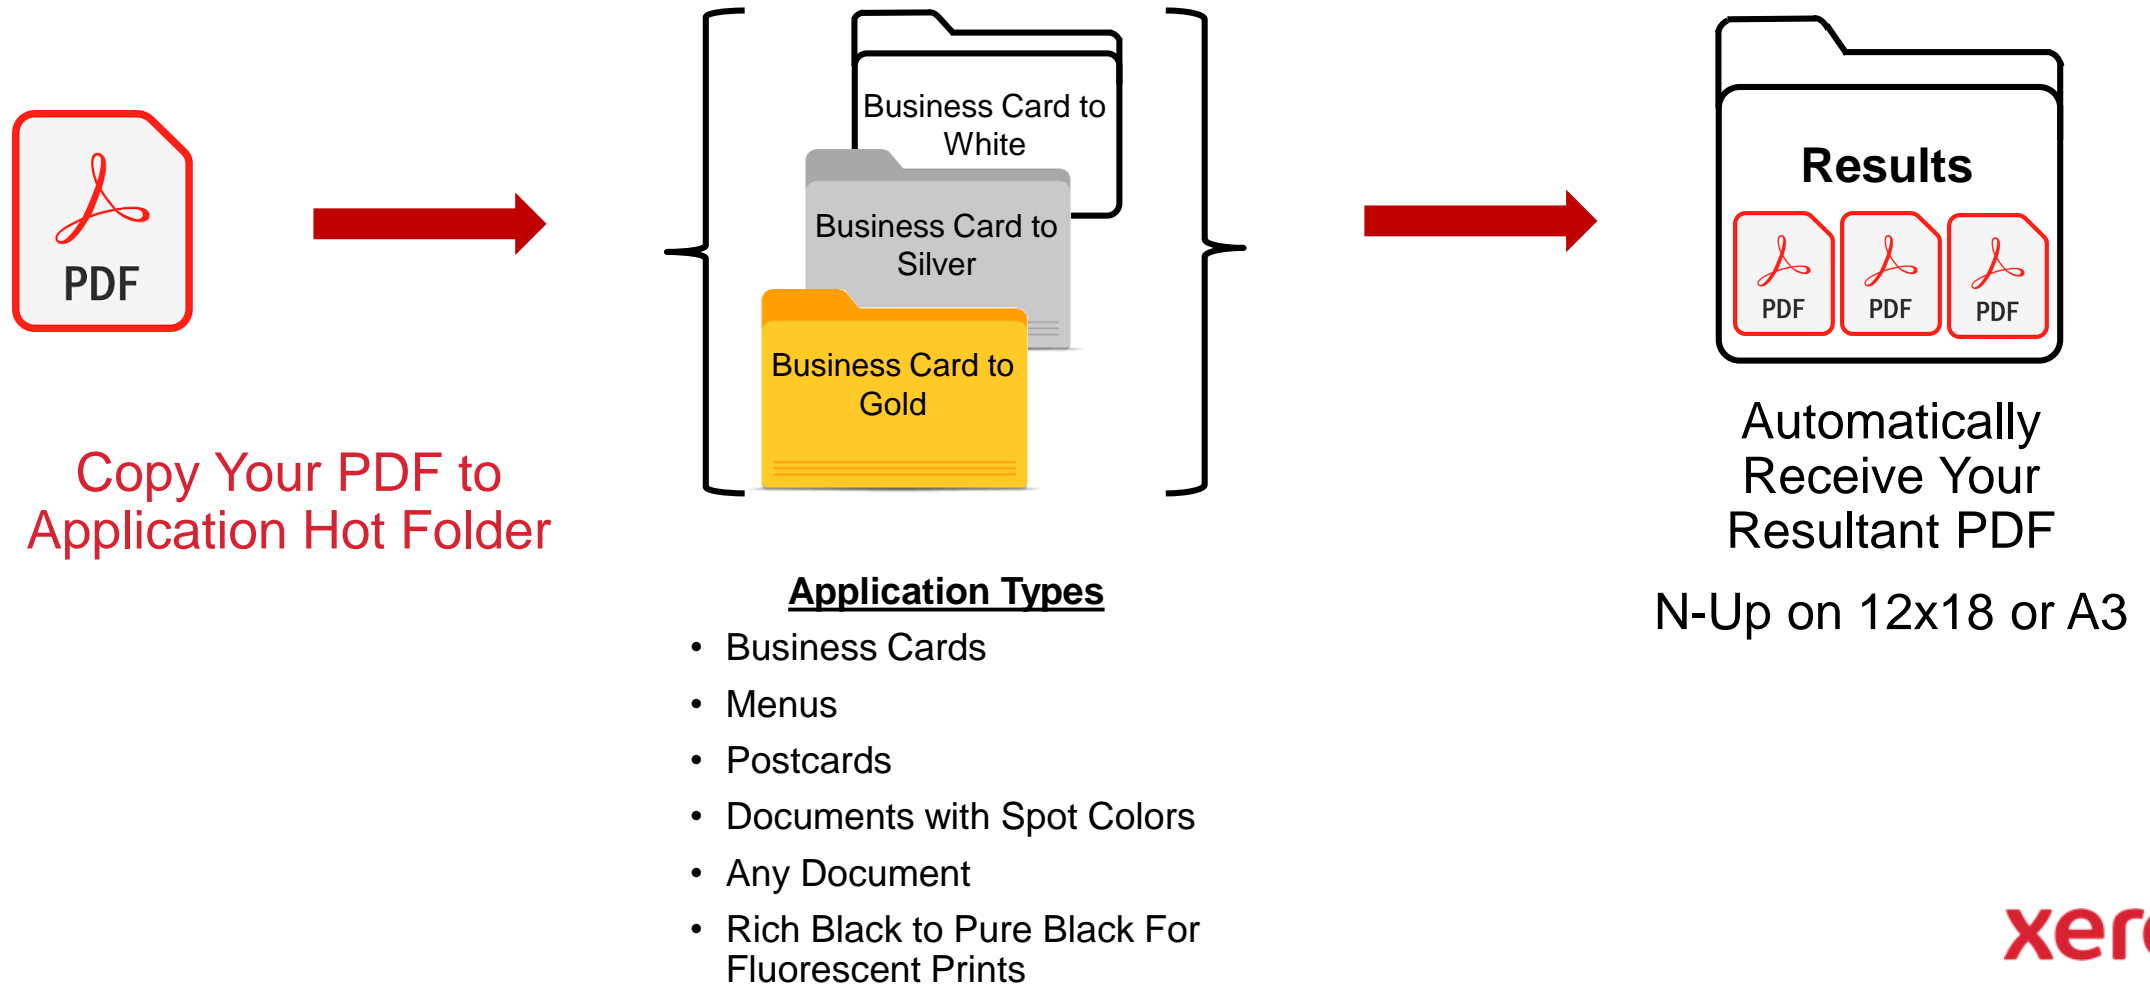 PDF
Copy Your PDF to
Application Hot Folder
Business Card to
White
Business Card to
Silver
Business Card to
Gold
Application Types
• Business Cards
• Menus
• Postcards
• Documents with Spot Colors
• Any Document
• Rich Black to Pure Black For
Fluorescent Prints
Results
PDF PDF PDF
Automatically
Receive Your
Resultant PDF
N-Up on 12x18 or A3